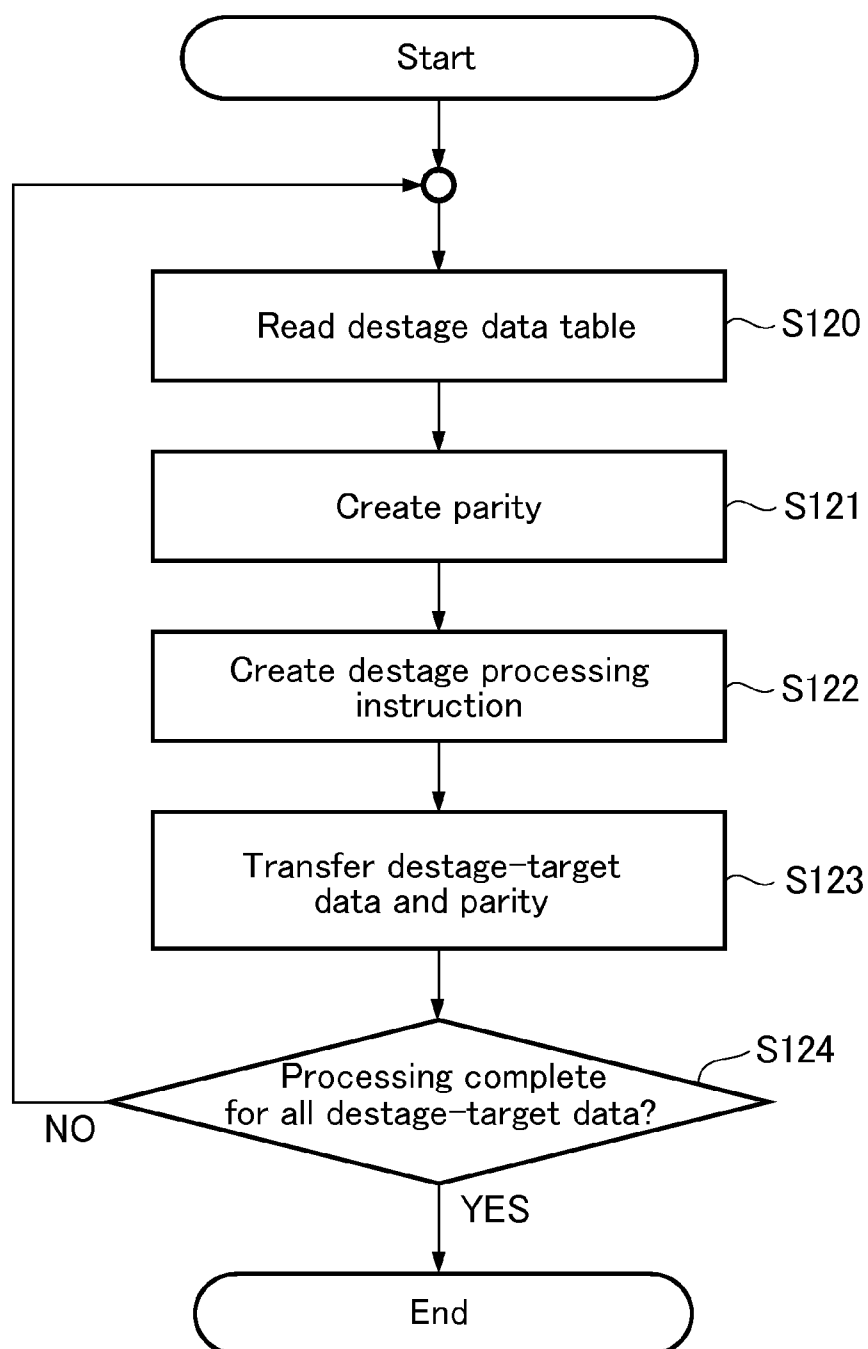 Start
Read destage data table
S120
Create parity
S121
Create destage processing
instruction
S122
Transfer destage-target
data and parity
S123
S124
Processing complete
for all destage-target data?
NO
YES
End